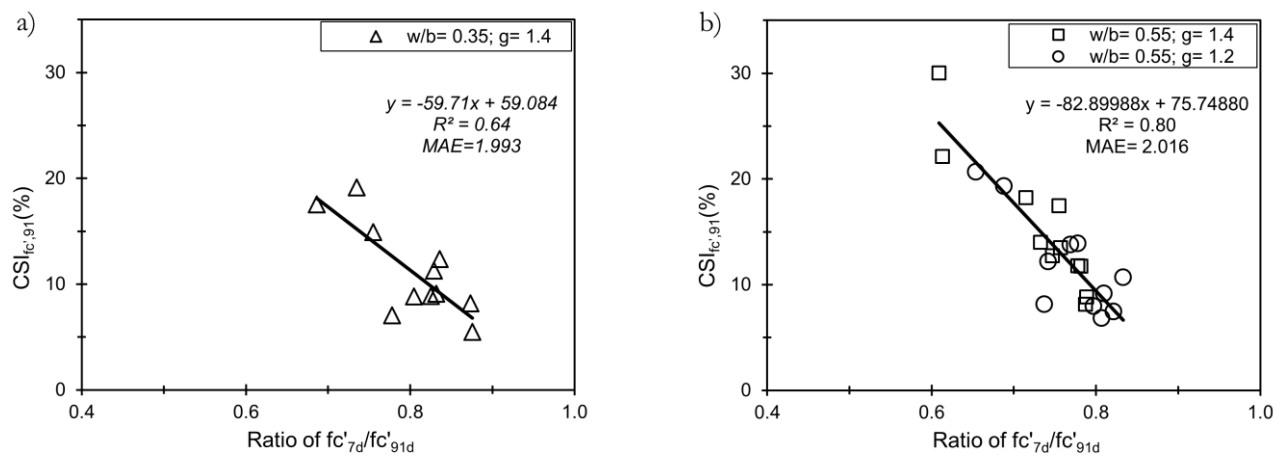 a)
w/b= 0.35; g= 1.4
y = -59.71x + 59.084
R² = 0.64
MAE=1.993
CSI_fc',91(%)
30
20
10
0
0.4 0.6 0.8 1.0
Ratio of fc'7d/fc'91d
b)
w/b= 0.55; g= 1.4
w/b= 0.55; g= 1.2
y = -82.89988x + 75.74880
R² = 0.80
MAE= 2.016
CSI_fc',91(%)
30
20
10
0
0.4 0.6 0.8 1.0
Ratio of fc'7d/fc'91d